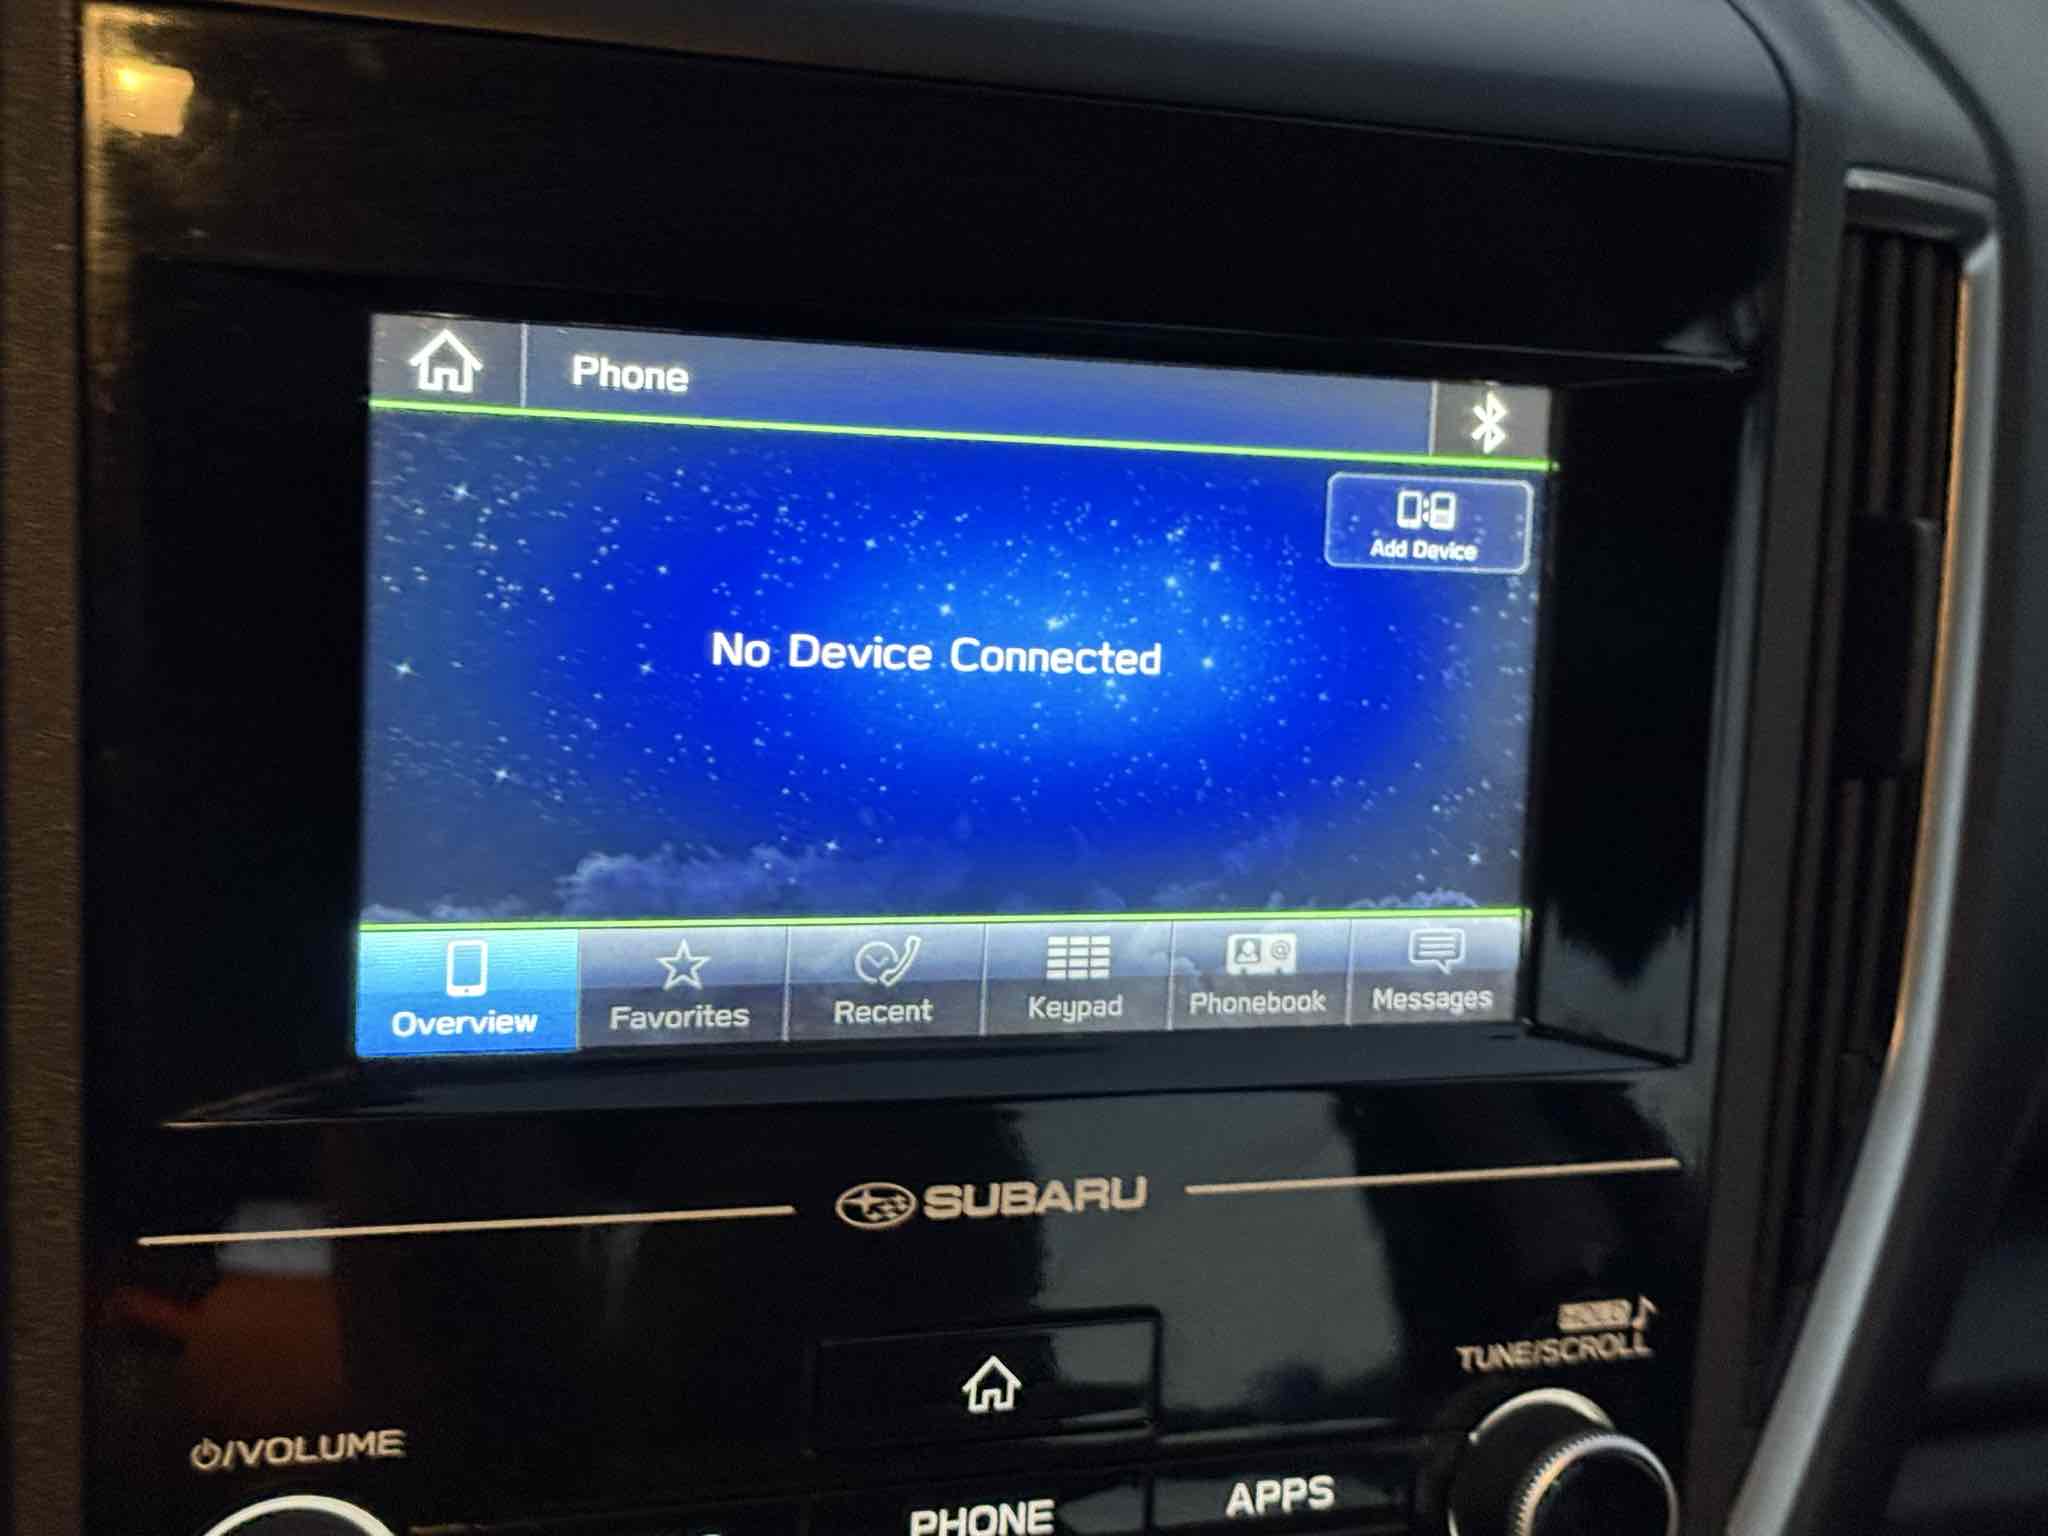 Phone
Add Device
No Device Connected
Overview
Favorites
Recent
Keypad
Phonebook
Messages
SUBARU
TUNE/SCROLL
/VOLUME
PHONE
APPS